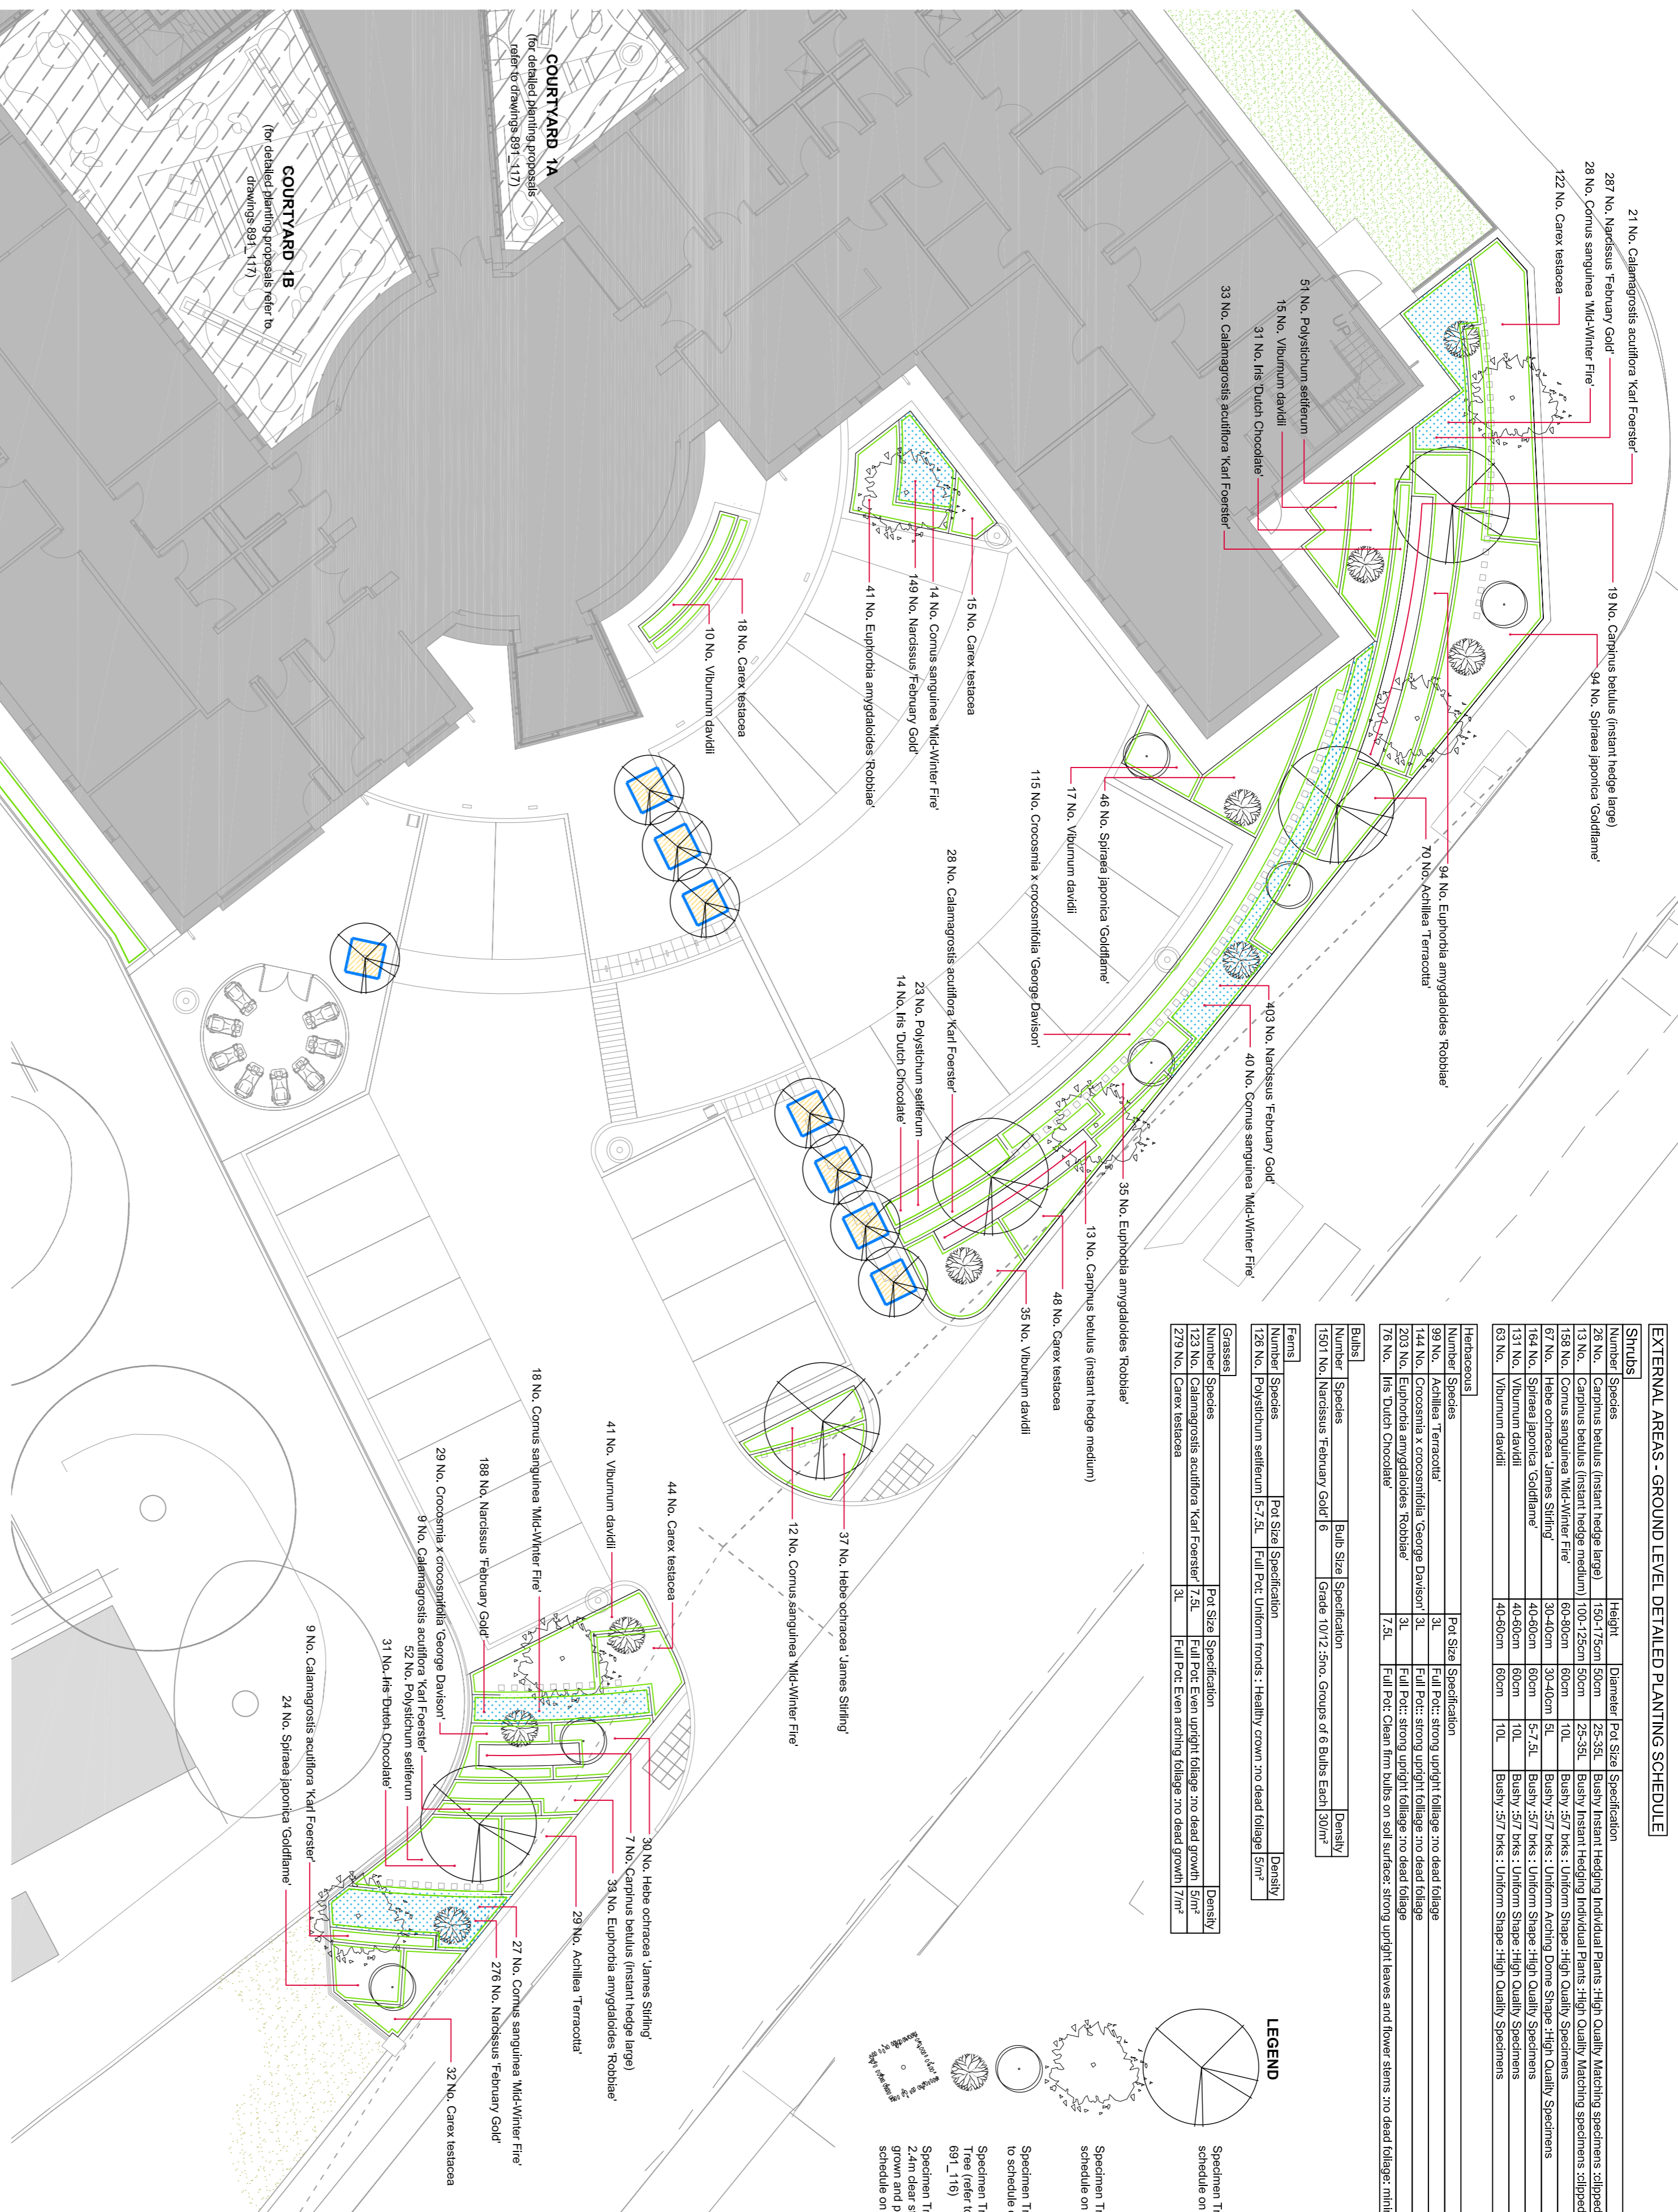 EXTERNAL AREAS - GROUND LEVEL DETAILED PLANTING SCHEDULE
Shrubs
Number Species Height Diameter Pot Size Specification
26 No. Carpinus betulus (instant hedge large) 150-175cm 50cm 25-35L Bushy Instant Hedging Individual Plants :High Quality Matching specimens :clipped
13 No. Carpinus betulus (instant hedge medium) 100-125cm 50cm 25-35L Bushy Instant Hedging Individual Plants :High Quality Matching specimens :clipped
158 No. Cornus sanguinea 'Mid-Winter Fire' 60-80cm 60cm 10L Bushy :5/7 brks : Uniform Shape :High Quality Specimens
67 No. Hebe ochracea 'James Stirling' 30-40cm 30-40cm 5L Bushy :5/7 brks : Uniform Arching Dome Shape :High Quality Specimens
164 No. Spiraea japonica 'Goldflame' 40-60cm 60cm 5-7.5L Bushy :5/7 brks : Uniform Shape :High Quality Specimens
131 No. Viburnum davidii 40-60cm 60cm 10L Bushy :5/7 brks : Uniform Shape :High Quality Specimens
63 No. Viburnum davidii 40-60cm 60cm 10L Bushy :5/7 brks : Uniform Shape :High Quality Specimens
Herbaceous
Number Species Pot Size Specification
99 No. Achillea 'Terracotta' 3L Full Pot:: strong upright foliage :no dead foliage
144 No. Crocosmia x crocosmifolia 'George Davison' 3L Full Pot:: strong upright foliage :no dead foliage
203 No. Euphorbia amygdaloides 'Robbiae' 3L Full Pot:: strong upright foliage :no dead foliage
76 No. Iris 'Dutch Chocolate' 7.5L Full Pot:: Clean firm bulbs on soil surface: strong upright leaves and flower stems :no dead foliage:
Bulbs
Number Species Bulb Size Specification Density
1501 No. Narcissus 'February Gold' 6 Grade 10/12 :5no. Groups of 6 Bulbs Each 30/m²
Ferns
Number Species Pot Size Specification Density
126 No. Polystichum setiferum 5-7.5L Full Pot: Uniform fronds : Healthy crown :no dead foliage 5/m²
Grasses
Number Species Pot Size Specification Density
123 No. Calamagrostis acutiflora 'Karl Foerster' 7.5L Full Pot: Even upright foliage :no dead growth 5/m²
279 No. Carex testacea 3L Full Pot: Even arching foliage :no dead growth 7/m²
LEGEND
Specimen
schedule on
Specimen
schedule on
Specimen
to schedule
Specimen
Tree (refer to
691_116)
Specimen
2.4m clear
grown and
schedule on
21 No. Calamagrostis acutiflora 'Karl Foerster'
287 No. Narcissus 'February Gold'
28 No. Cornus sanguinea 'Mid-Winter Fire'
122 No. Carex testacea
19 No. Carpinus betulus (instant hedge large)
94 No. Spiraea japonica 'Goldflame'
94 No. Euphorbia amygdaloides 'Robbiae'
70 No. Achillea 'Terracotta'
51 No. Polystichum setiferum
15 No. Viburnum davidii
31 No. Iris 'Dutch Chocolate'
33 No. Calamagrostis acutiflora 'Karl Foerster'
UP
403 No. Narcissus 'February Gold'
40 No. Cornus sanguinea 'Mid-Winter Fire'
46 No. Spiraea japonica 'Goldflame'
17 No. Viburnum davidii
115 No. Crocosmia x crocosmifolia 'George Davison'
28 No. Calamagrostis acutiflora 'Karl Foerster'
23 No. Polystichum setiferum
14 No. Iris 'Dutch Chocolate'
35 No. Euphorbia amygdaloides 'Robbiae'
13 No. Carpinus betulus (instant hedge medium)
48 No. Carex testacea
35 No. Viburnum davidii
15 No. Carex testacea
14 No. Cornus sanguinea 'Mid-Winter Fire'
149 No. Narcissus 'February Gold'
41 No. Euphorbia amygdaloides 'Robbiae'
18 No. Carex testacea
10 No. Viburnum davidii
COURTYARD 1A
(for detailed planting proposals
refer to drawings 891_117)
COURTYARD 1B
(for detailed planting proposals refer to
drawings 891_117)
37 No. Hebe ochracea 'James Stirling'
12 No. Cornus sanguinea 'Mid-Winter Fire'
44 No. Carex testacea
41 No. Viburnum davidii
18 No. Cornus sanguinea 'Mid-Winter Fire'
188 No. Narcissus 'February Gold'
29 No. Crocosmia x crocosmifolia 'George Davison'
9 No. Calamagrostis acutiflora 'Karl Foerster'
52 No. Polystichum setiferum
31 No. Iris 'Dutch Chocolate'
9 No. Calamagrostis acutiflora 'Karl Foerster'
24 No. Spiraea japonica 'Goldflame'
30 No. Hebe ochracea 'James Stirling'
7 No. Carpinus betulus (instant hedge large)
33 No. Euphorbia amygdaloides 'Robbiae'
29 No. Achillea 'Terracotta'
27 No. Cornus sanguinea 'Mid-Winter Fire'
276 No. Narcissus 'February Gold'
32 No. Carex testacea